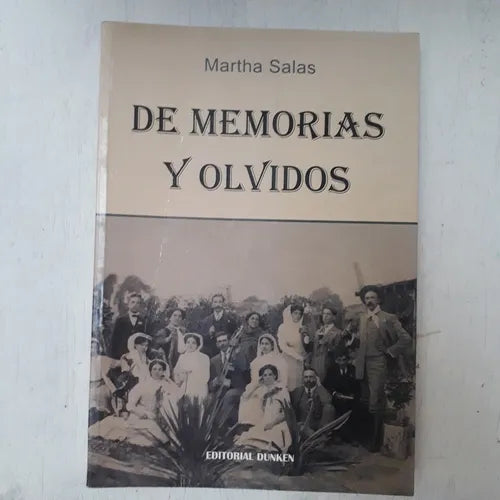 Martha Salas
DE MEMORIAS
Y OLVIDOS
EDITORIAL DUNKEN